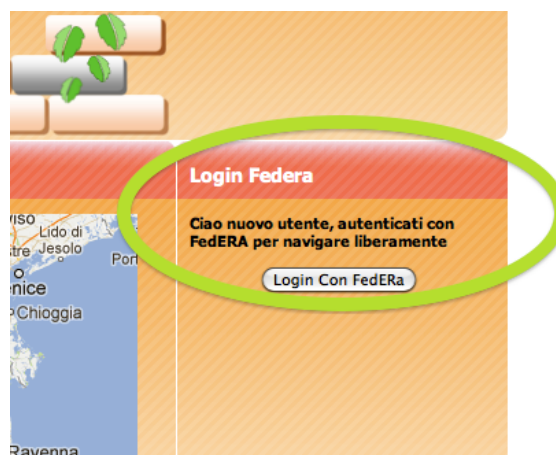 Login Federa
Ciao nuovo utente, autenticati con
FedERA per navigare liberamente
Login Con FedERa
Lido di
Jesolo
Chioggia
Ravenna